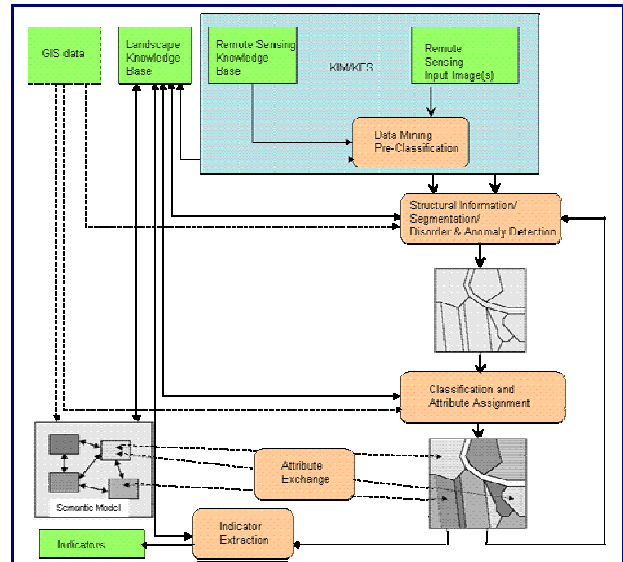 GIS data
Landscape
Knowledge
Base
Remote Sensing
Knowledge
Base
KIM/KES
Remote
Sensing
Input Image(s)
Data Mining
Pre-Classification
Structural Information/
Segmentation/
Disorder & Anomaly Detection
Classification and
Attribute Assignment
Attribute
Exchange
Semantic Model
Indicator
Extraction
Indicators